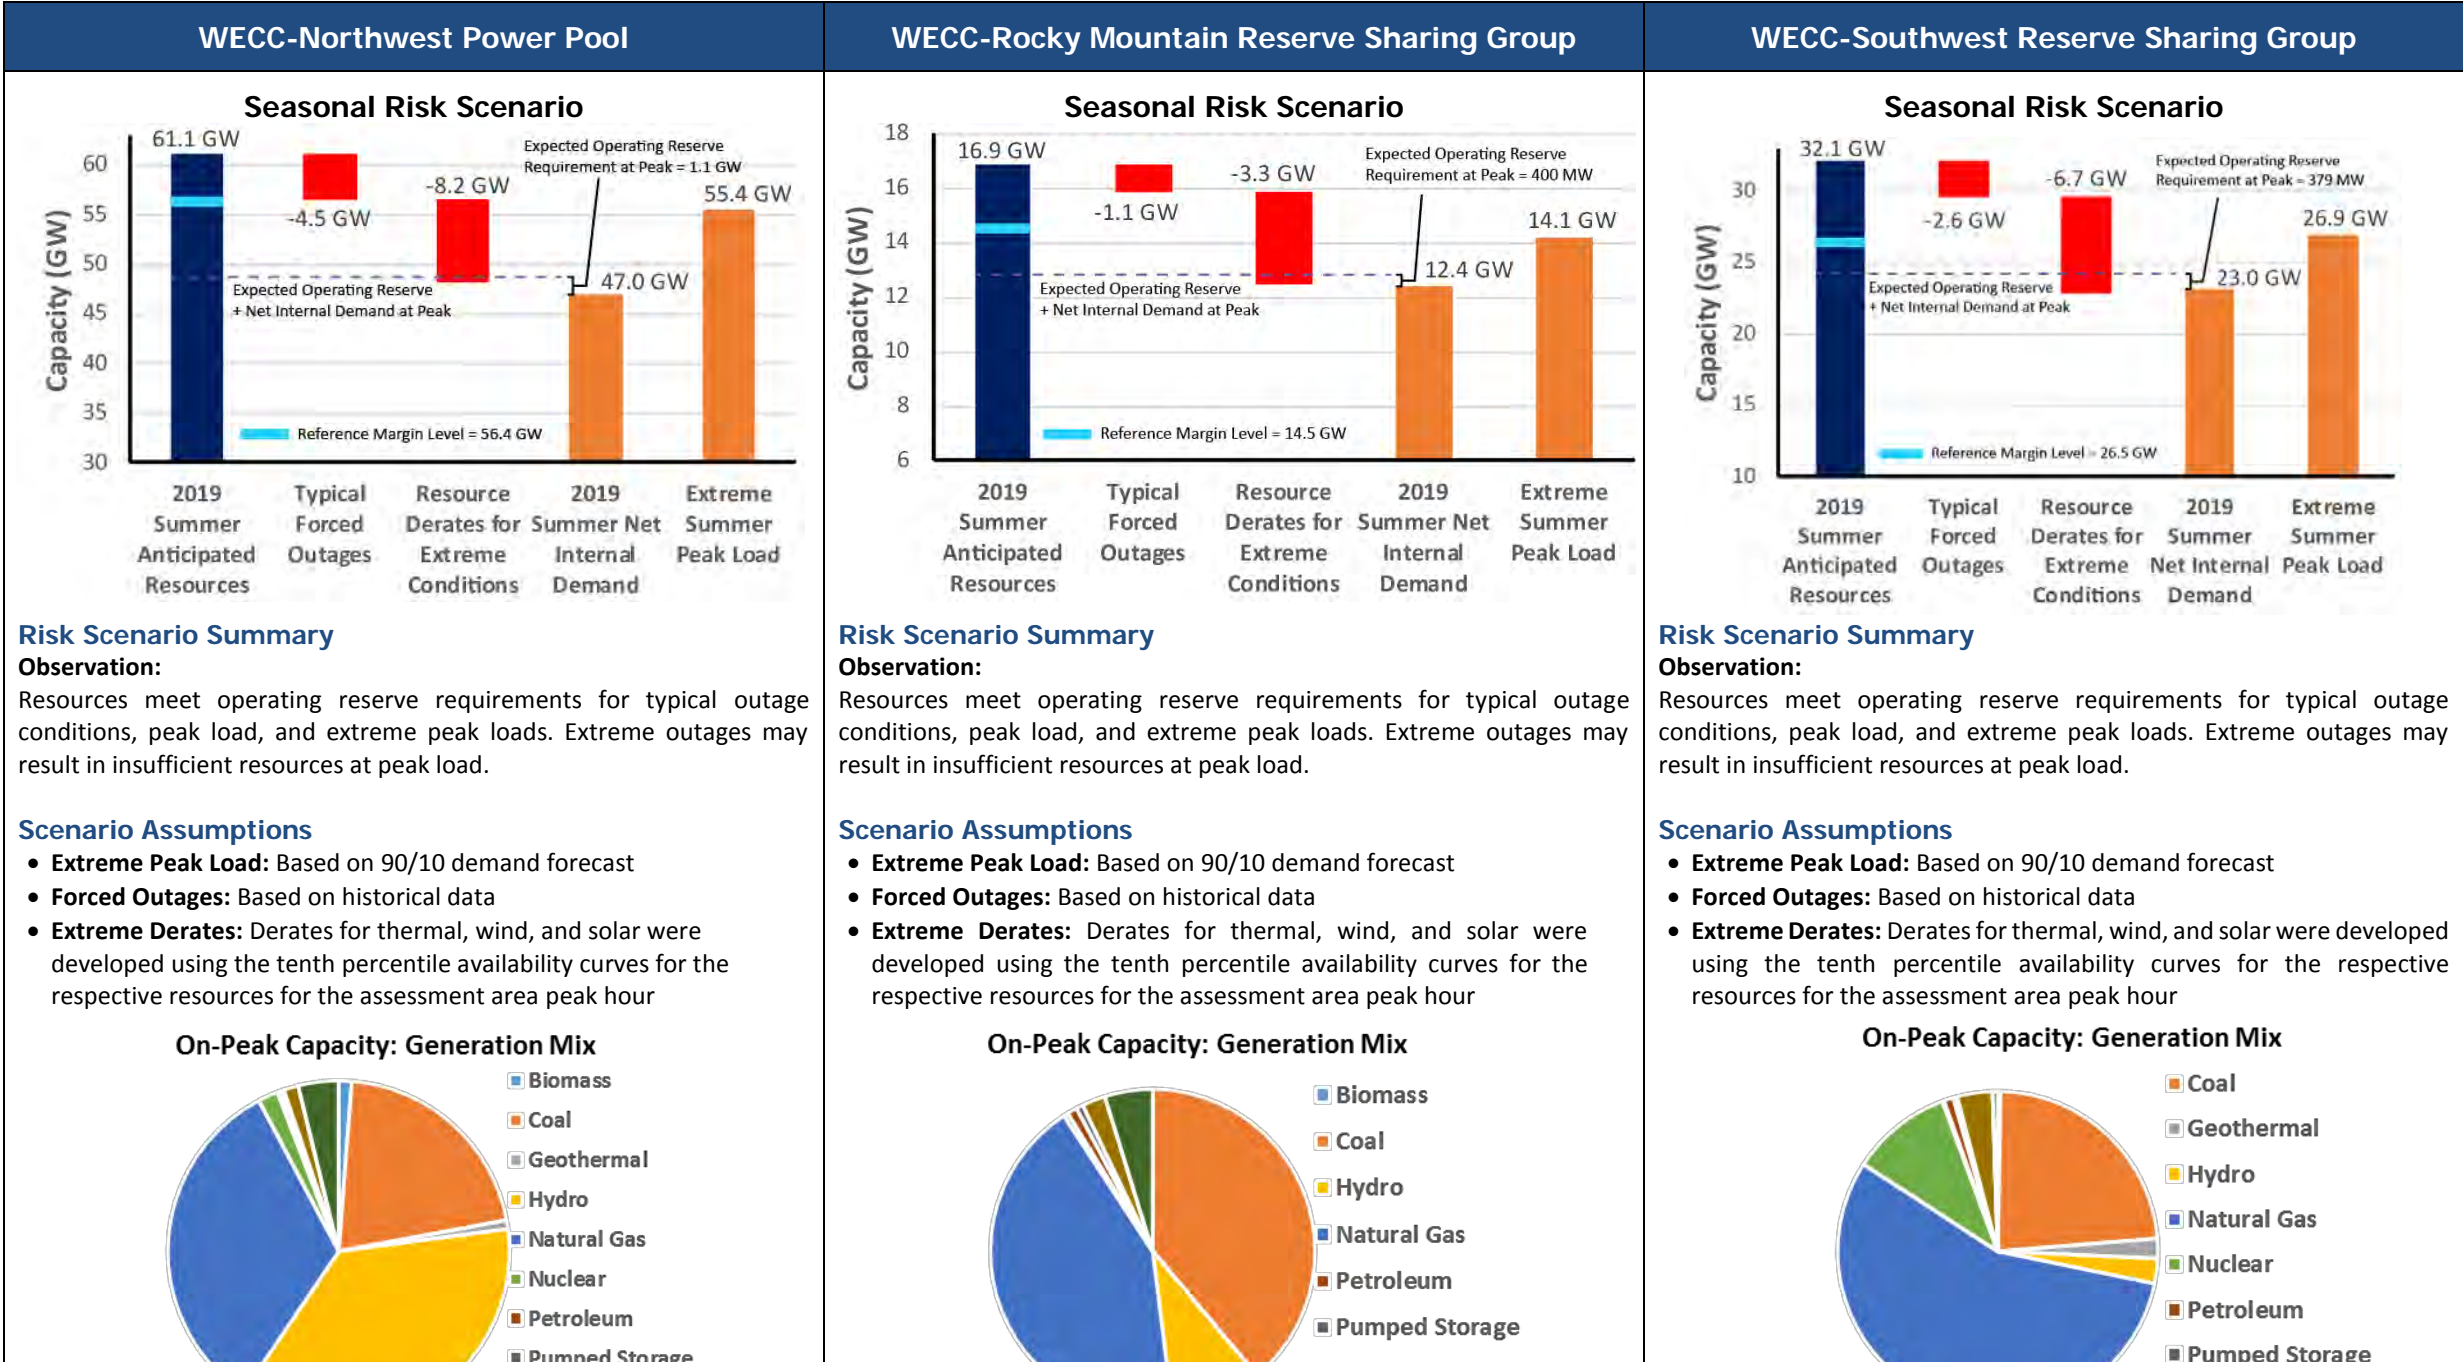 WECC-Northwest Power Pool
Seasonal Risk Scenario
Capacity (GW)
60
55
50
45
40
35
30
61.1 GW
-4.5 GW
-8.2 GW
Expected Operating Reserve
Requirement at Peak = 1.1 GW
55.4 GW
47.0 GW
Expected Operating Reserve
+ Net Internal Demand at Peak
Reference Margin Level = 56.4 GW
2019
Summer
Anticipated
Resources
Typical
Forced
Outages
Resource
Derates for
Extreme
Conditions
2019
Summer Net
Internal
Demand
Extreme
Summer
Peak Load
Risk Scenario Summary
Observation:
Resources meet operating reserve requirements for typical outage
conditions, peak load, and extreme peak loads. Extreme outages may
result in insufficient resources at peak load.
Scenario Assumptions
• Extreme Peak Load: Based on 90/10 demand forecast
• Forced Outages: Based on historical data
• Extreme Derates: Derates for thermal, wind, and solar were
developed using the tenth percentile availability curves for the
respective resources for the assessment area peak hour
On-Peak Capacity: Generation Mix
Biomass
Coal
Geothermal
Hydro
Natural Gas
Nuclear
Petroleum
Pumped Storage
WECC-Rocky Mountain Reserve Sharing Group
Seasonal Risk Scenario
Capacity (GW)
18
16
14
12
10
8
6
16.9 GW
-1.1 GW
-3.3 GW
Expected Operating Reserve
Requirement at Peak = 400 MW
14.1 GW
12.4 GW
Expected Operating Reserve
+ Net Internal Demand at Peak
Reference Margin Level = 14.5 GW
2019
Summer
Anticipated
Resources
Typical
Forced
Outages
Resource
Derates for
Extreme
Conditions
2019
Summer Net
Internal
Demand
Extreme
Summer
Peak Load
Risk Scenario Summary
Observation:
Resources meet operating reserve requirements for typical outage
conditions, peak load, and extreme peak loads. Extreme outages may
result in insufficient resources at peak load.
Scenario Assumptions
• Extreme Peak Load: Based on 90/10 demand forecast
• Forced Outages: Based on historical data
• Extreme Derates: Derates for thermal, wind, and solar were
developed using the tenth percentile availability curves for the
respective resources for the assessment area peak hour
On-Peak Capacity: Generation Mix
Biomass
Coal
Hydro
Natural Gas
Petroleum
Pumped Storage
WECC-Southwest Reserve Sharing Group
Seasonal Risk Scenario
Capacity (GW)
30
25
20
15
10
32.1 GW
-2.6 GW
-6.7 GW
Expected Operating Reserve
Requirement at Peak = 379 MW
26.9 GW
23.0 GW
Expected Operating Reserve
+ Net Internal Demand at Peak
Reference Margin Level = 26.5 GW
2019
Summer
Anticipated
Resources
Typical
Forced
Outages
Resource
Derates for
Extreme
Conditions
2019
Summer
Net Internal
Demand
Extreme
Summer
Peak Load
Risk Scenario Summary
Observation:
Resources meet operating reserve requirements for typical outage
conditions, peak load, and extreme peak loads. Extreme outages may
result in insufficient resources at peak load.
Scenario Assumptions
• Extreme Peak Load: Based on 90/10 demand forecast
• Forced Outages: Based on historical data
• Extreme Derates: Derates for thermal, wind, and solar were developed
using the tenth percentile availability curves for the respective
resources for the assessment area peak hour
On-Peak Capacity: Generation Mix
Coal
Geothermal
Hydro
Natural Gas
Nuclear
Petroleum
Pumped Storage